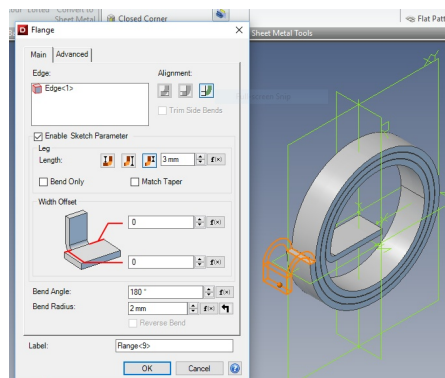 Lofted Convert to
Sheet Metal
Closed Corner
Flat Patt
Sheet Metal Tools
Flange
Main
Advanced
Edge:
Alignment:
Edge<1>
Trim Side Bends
Enable Sketch Parameter
Leg
Length:
3 mm
f(x)
Bend Only
Match Taper
Width Offset
0
f(x)
0
f(x)
Bend Angle:
180 °
f(x)
Bend Radius:
2 mm
f(x)
Reverse Bend
Label:
Flange<9>
OK
Cancel